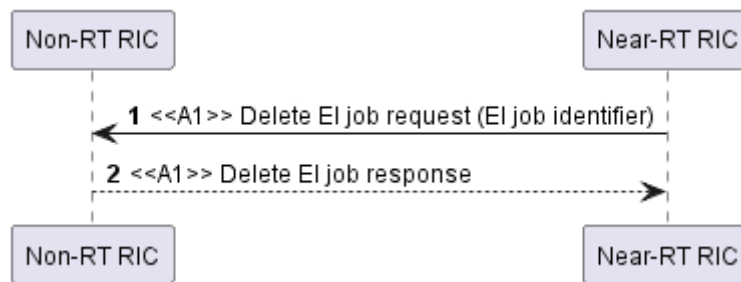 Non-RT RIC
Near-RT RIC
1 <<A1>> Delete EI job request (EI job identifier)
2 <<A1>> Delete EI job response
Non-RT RIC
Near-RT RIC